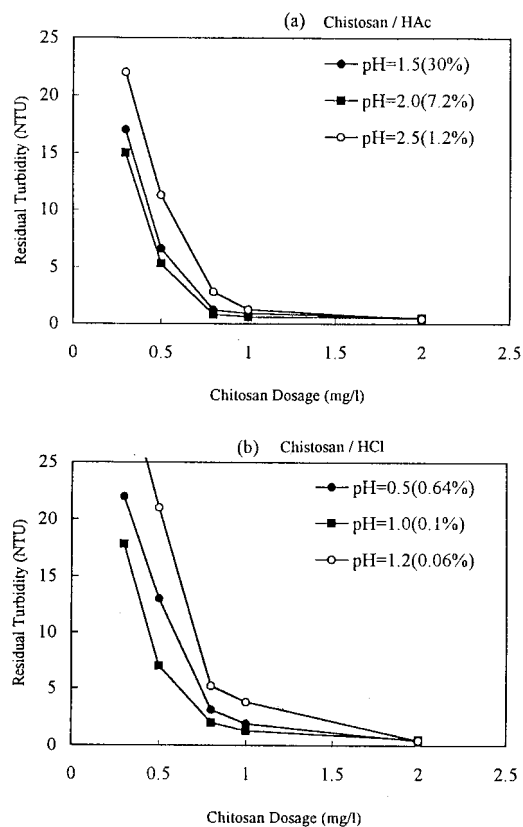 (a) Chistosan / HAc
25
20
15
10
5
0
Residual Turbidity (NTU)
pH=1.5(30%)
pH=2.0(7.2%)
pH=2.5(1.2%)
0 0.5 1 1.5 2 2.5
Chitosan Dosage (mg/l)
(b) Chistosan / HCl
25
20
15
10
5
0
Residual Turbidity (NTU)
pH=0.5(0.64%)
pH=1.0(0.1%)
pH=1.2(0.06%)
0 0.5 1 1.5 2 2.5
Chitosan Dosage (mg/l)